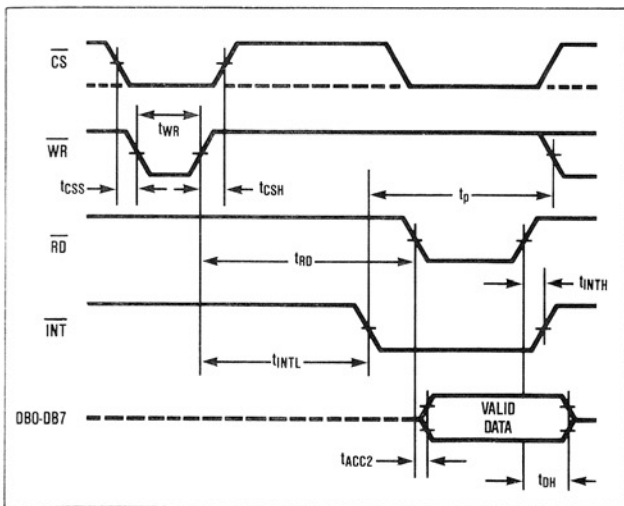 CS
tWR
WR
tCSS
tCSH
tp
RD
tRD
tINTH
INT
tINTL
DB0-DB7
VALID
DATA
tACC2
tDH